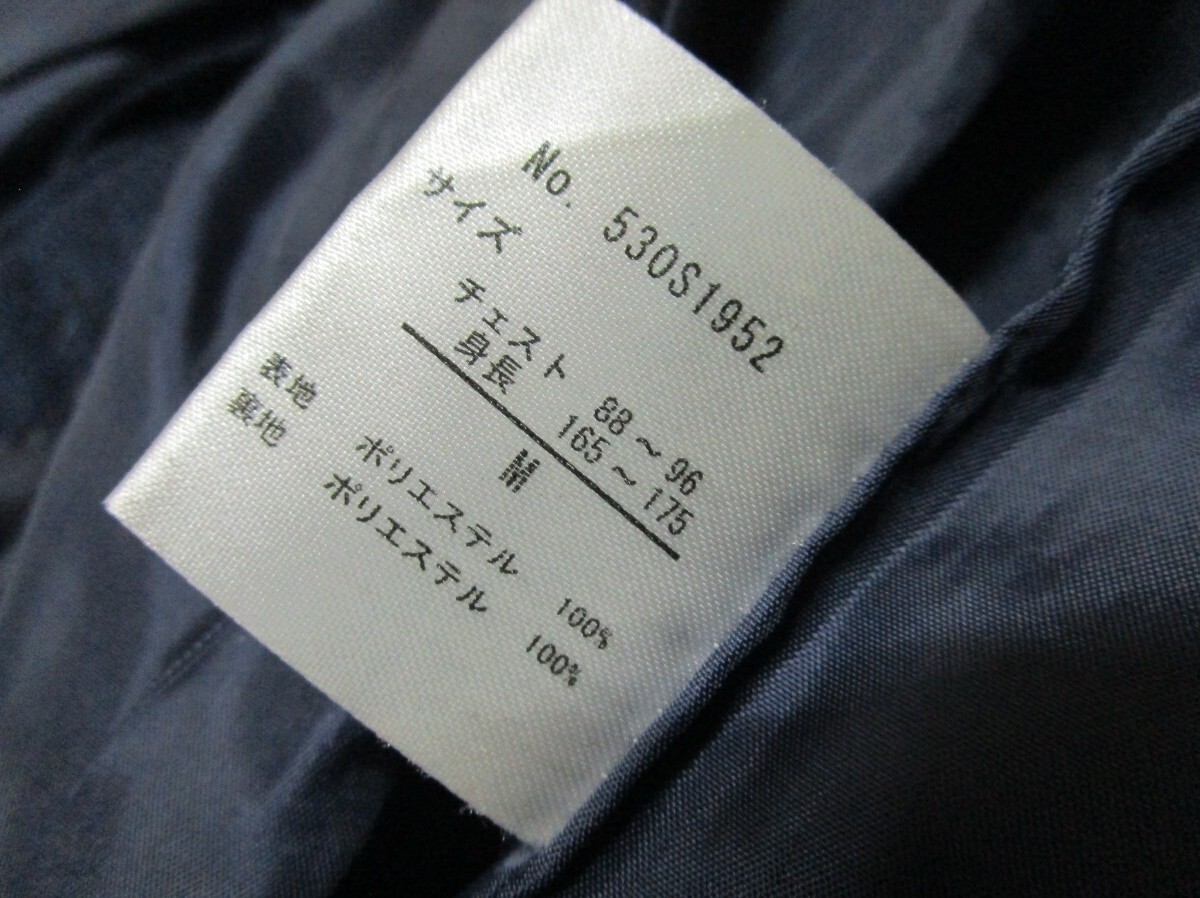 No. 530S1952
サイズ
チェスト 88～96
身長 165～175
M
表地 ポリエステル 100%
裏地 ポリエステル 100%